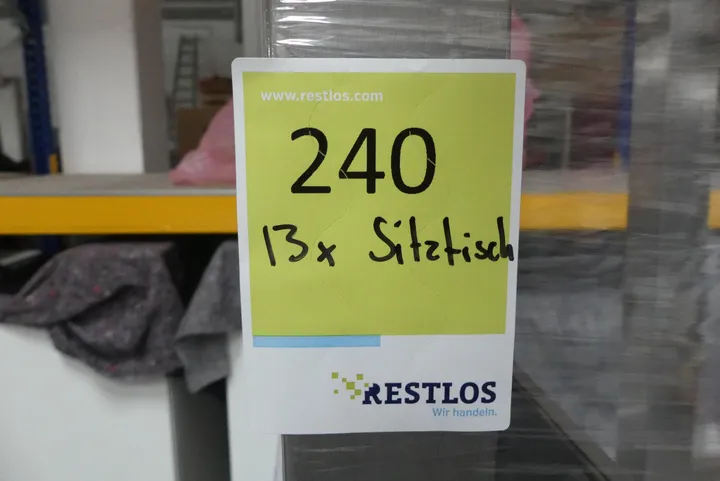 www.restlos.com
240
13x Sitztisch
RESTLOS
Wir handeln.